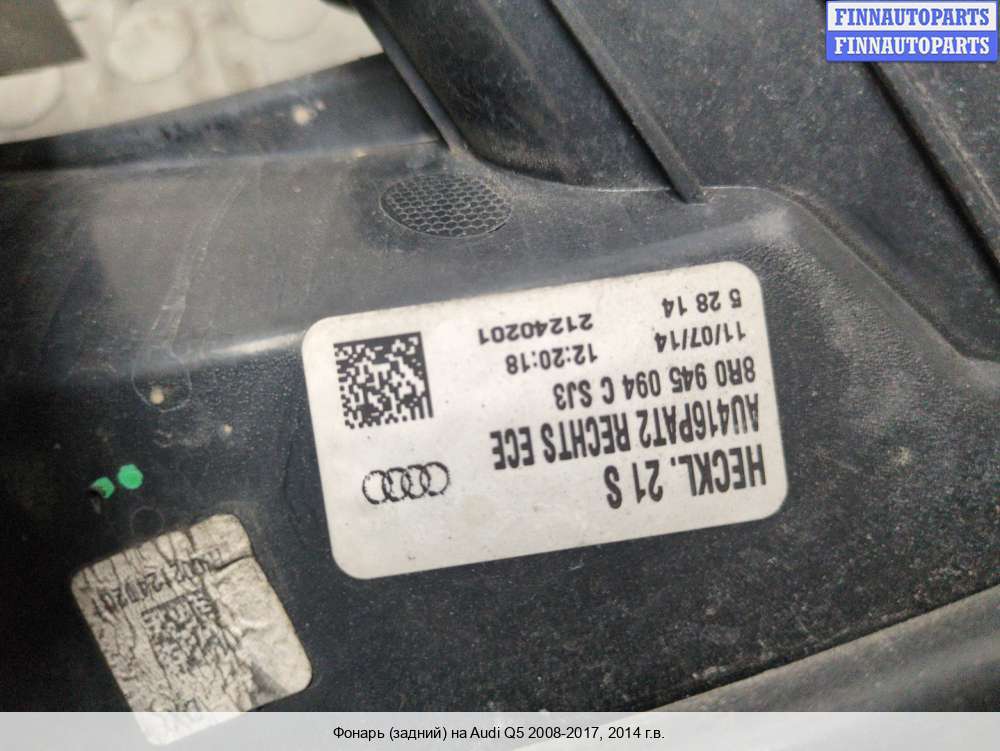 FINNAUTOPARTS
FINNAUTOPARTS
HECKL. 21 S
AU416PAT2 RECHTS ECE
8R0 945 094 C SJ3
11/07/14 12:20:18
5 28 14 21240201
Фонарь (задний) на Audi Q5 2008-2017, 2014 г.в.